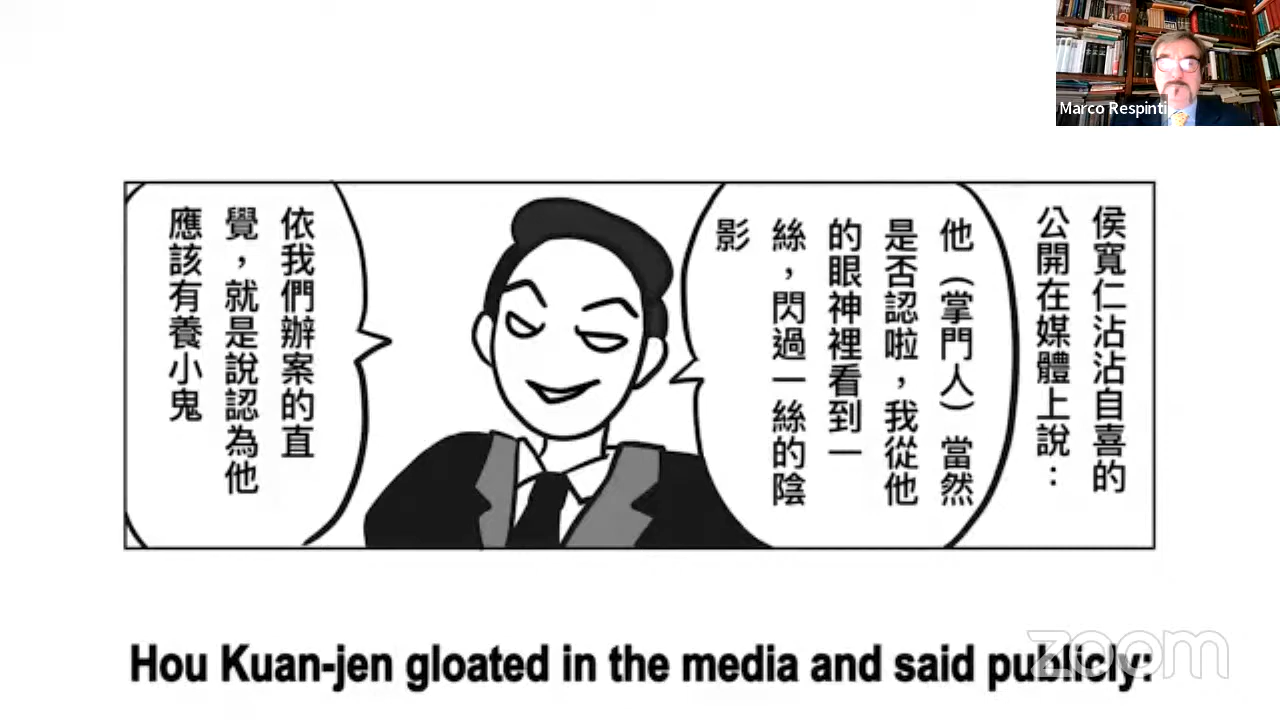 Marco Respinti
侯寬仁沾沾自喜的
公開在媒體上說：
他（掌門人）當然
是否認啦，我從他
的眼神裡看到一
絲，閃過一絲的陰
影
依我們辦案的直
覺，就是說認為他
應該有養小鬼
Hou Kuan-jen gloated in the media and said publicly:
zoom